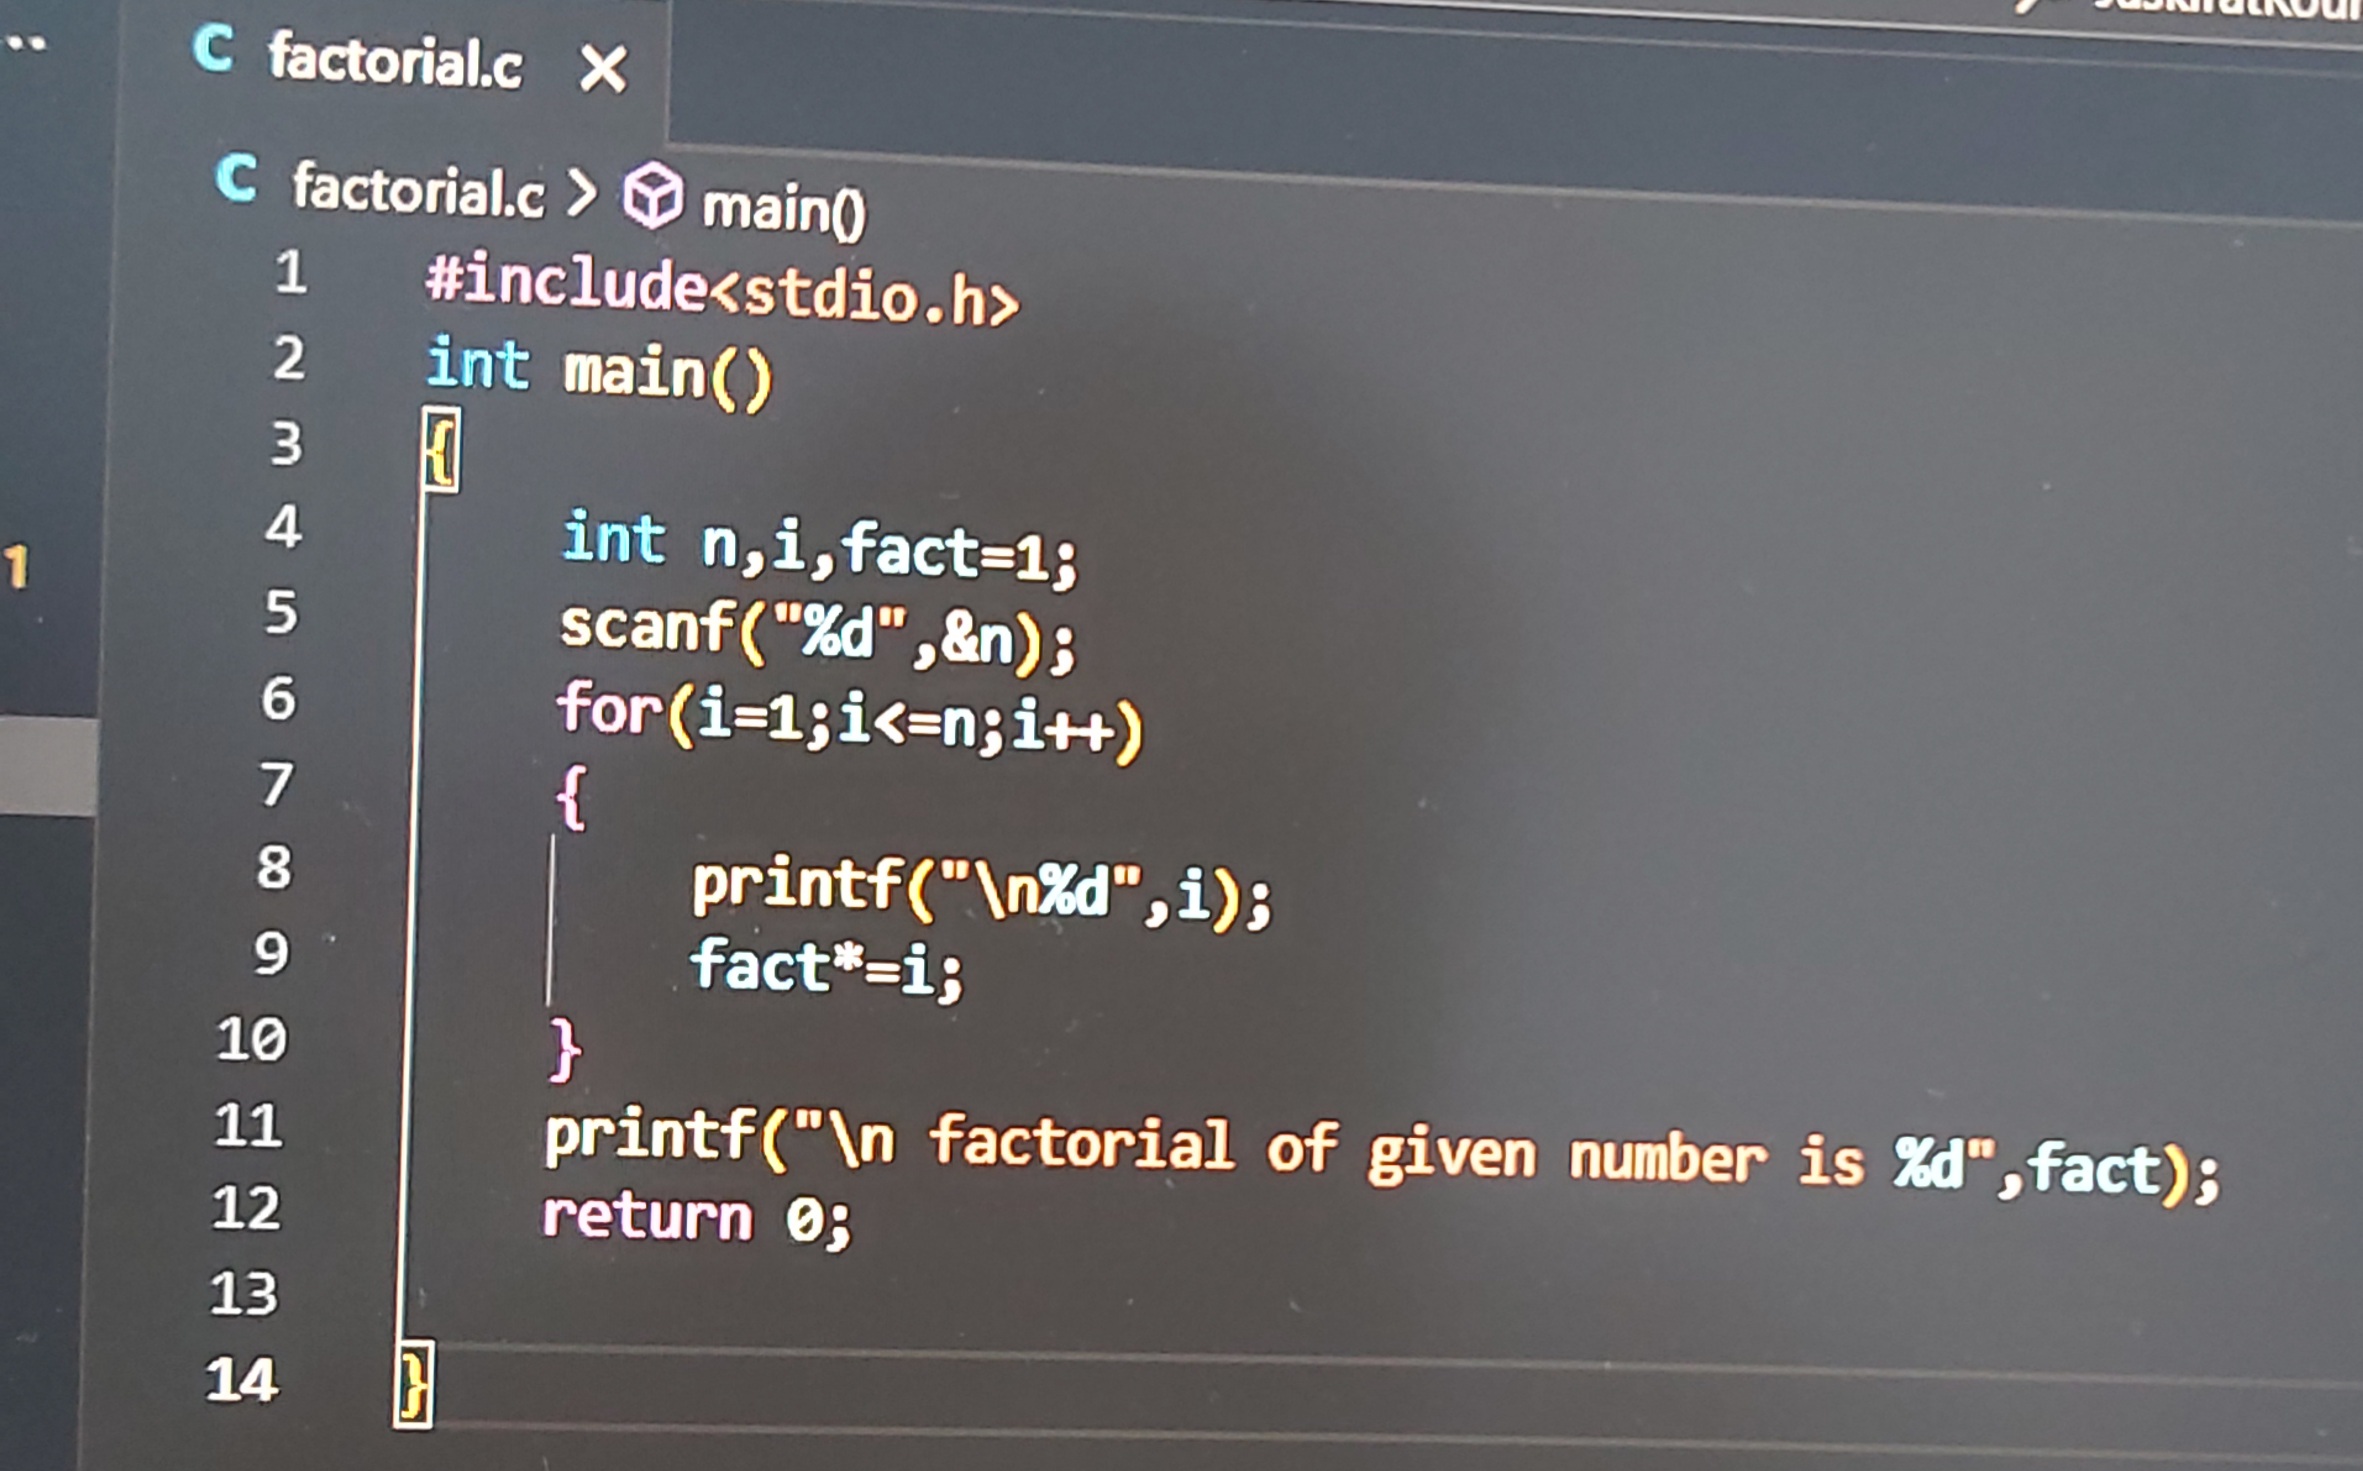 factorial.c
factorial.c > main()
1 #include<stdio.h>
2 int main()
3 {
4 int n,i,fact=1;
5 scanf("%d",&n);
1
6 for(i=1;i<=n;i++)
7 {
8 printf("\n%d",i);
9 fact*=i;
10 }
11 printf("\n factorial of given number is %d",fact);
12 return 0;
13
14 }